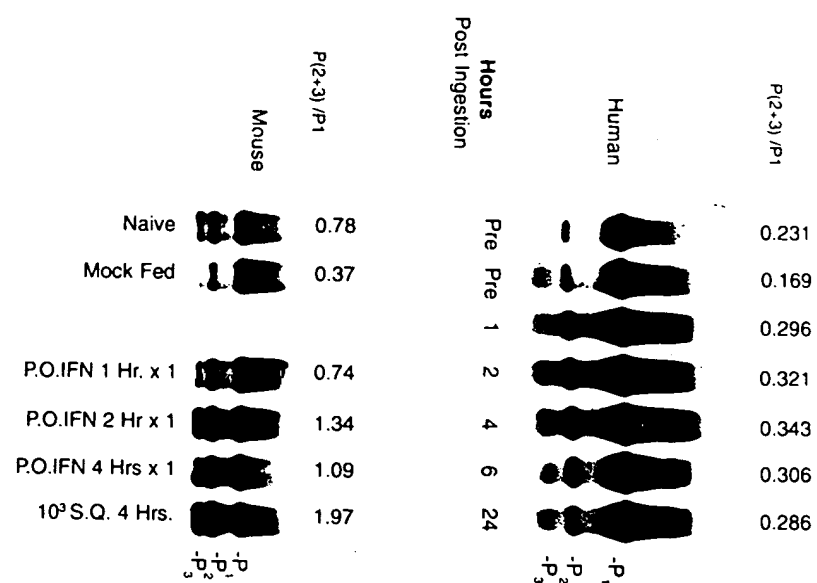 P(2+3) /P1
Mouse
Naive 0.78
Mock Fed 0.37
P.O.IFN 1 Hr. x 1 0.74
P.O.IFN 2 Hr x 1 1.34
P.O.IFN 4 Hrs x 1 1.09
10³ S.Q. 4 Hrs. 1.97
-P₃ -P₂ -P₁
Hours
Post Ingestion
Human
P(2+3) /P1
Pre 0.231
Pre 0.169
1 0.296
2 0.321
4 0.343
6 0.306
24 0.286
-P₃ -P₂ -P₁